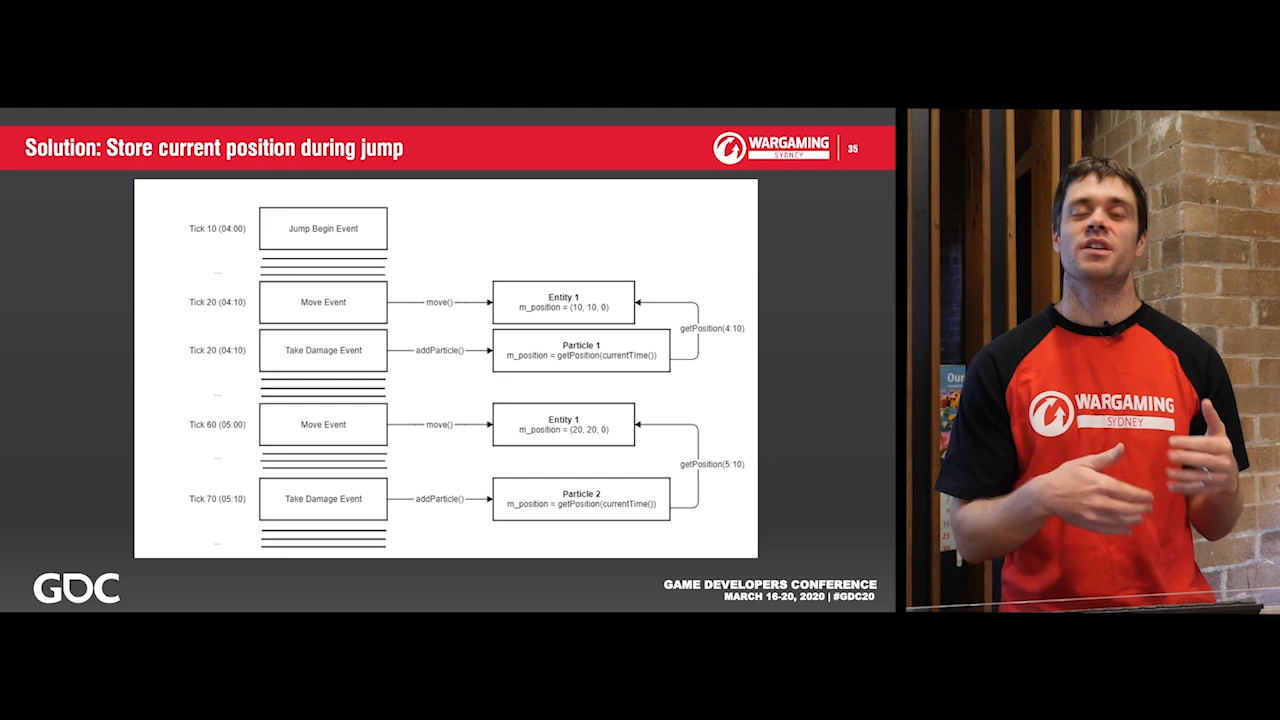 Solution: Store current position during jump
WARGAMING
SYDNEY
35
Tick 10 (04:00)
Jump Begin Event
...
Tick 20 (04:10)
Move Event
move()
Entity 1
m_position = (10, 10, 0)
getPosition(4:10)
Tick 20 (04:10)
Take Damage Event
addParticle()
Particle 1
m_position = getPosition(currentTime())
...
Tick 60 (05:00)
Move Event
move()
Entity 1
m_position = (20, 20, 0)
...
getPosition(5:10)
Tick 70 (05:10)
Take Damage Event
addParticle()
Particle 2
m_position = getPosition(currentTime())
...
GDC
GAME DEVELOPERS CONFERENCE
MARCH 16-20, 2020 | #GDC20
Our
WARGAMING
SYDNEY
23